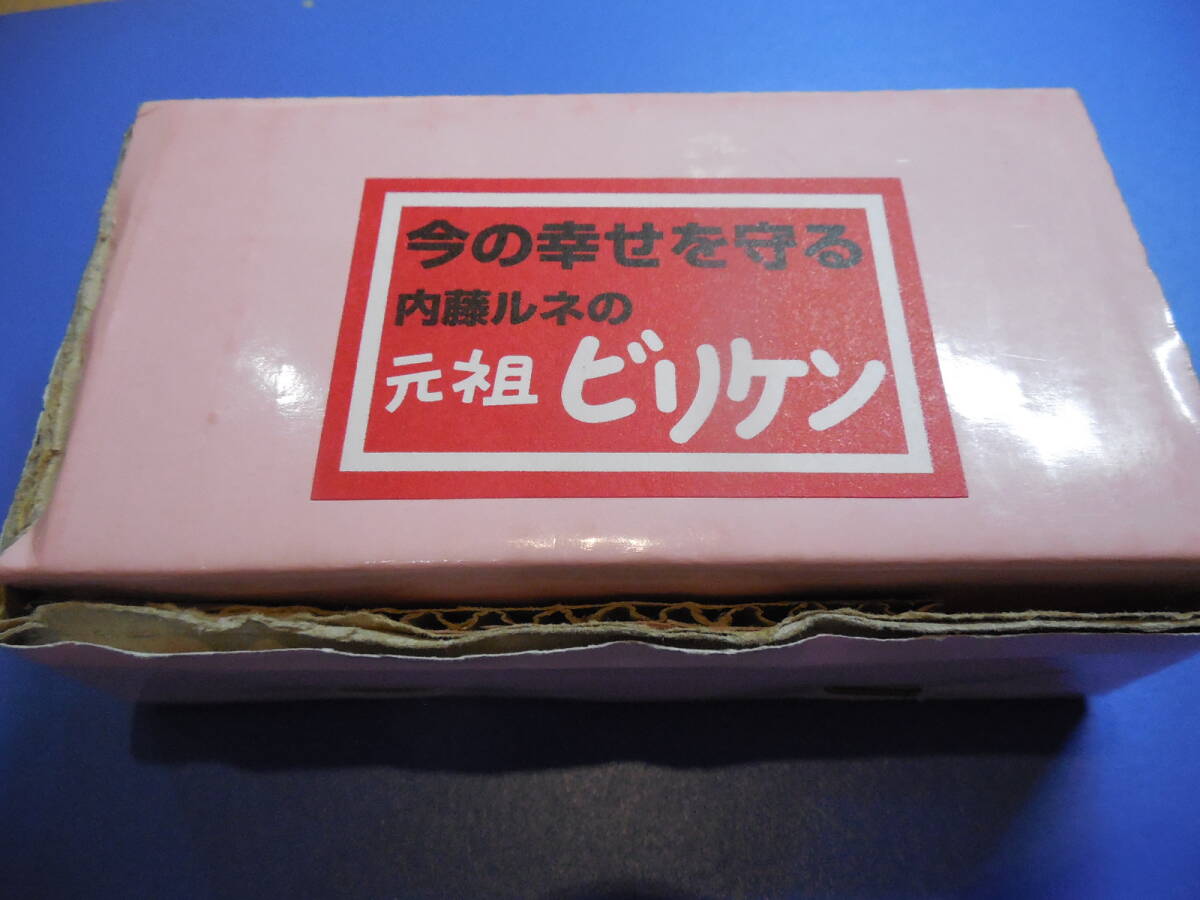 今の幸せを守る
内藤ルネの
元祖 ビリケン